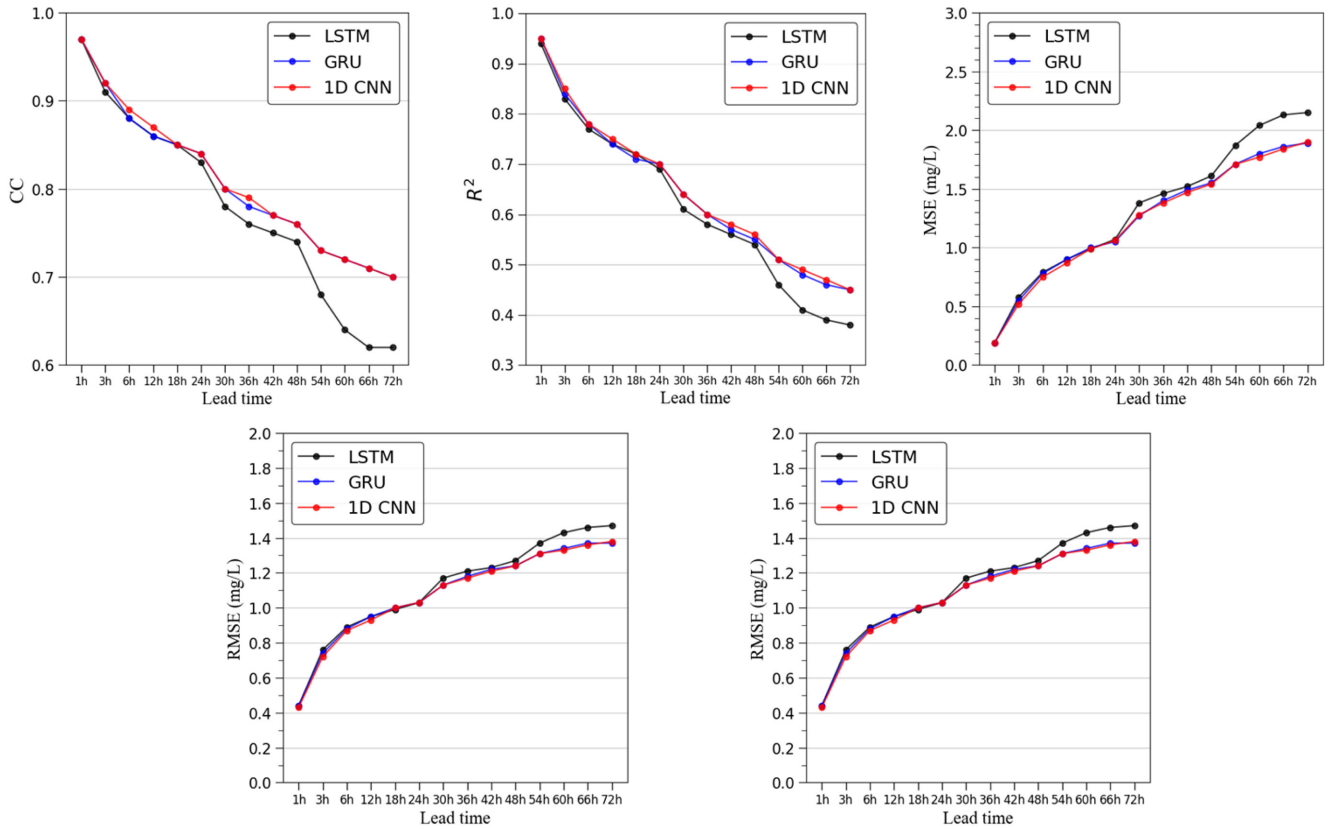 1.0
0.9
0.8
0.7
0.6
CC
LSTM
GRU
1D CNN
1h 3h 6h 12h 18h 24h 30h 36h 42h 48h 54h 60h 66h 72h
Lead time
1.0
0.9
0.8
0.7
0.6
0.5
0.4
0.3
R²
LSTM
GRU
1D CNN
1h 3h 6h 12h 18h 24h 30h 36h 42h 48h 54h 60h 66h 72h
Lead time
3.0
2.5
2.0
1.5
1.0
0.5
0.0
MSE (mg/L)
LSTM
GRU
1D CNN
1h 3h 6h 12h 18h 24h 30h 36h 42h 48h 54h 60h 66h 72h
Lead time
2.0
1.8
1.6
1.4
1.2
1.0
0.8
0.6
0.4
0.2
0.0
RMSE (mg/L)
LSTM
GRU
1D CNN
1h 3h 6h 12h 18h 24h 30h 36h 42h 48h 54h 60h 66h 72h
Lead time
2.0
1.8
1.6
1.4
1.2
1.0
0.8
0.6
0.4
0.2
0.0
RMSE (mg/L)
LSTM
GRU
1D CNN
1h 3h 6h 12h 18h 24h 30h 36h 42h 48h 54h 60h 66h 72h
Lead time